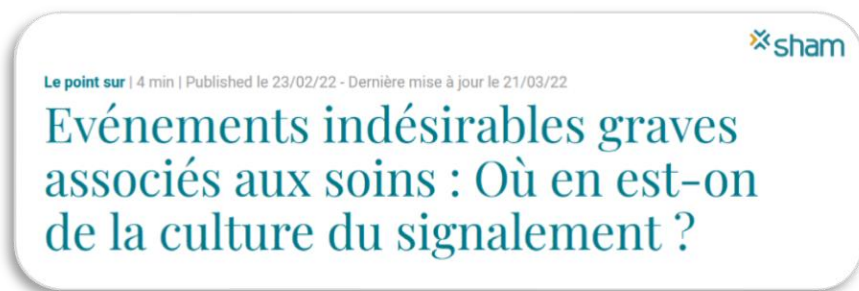 sham
Le point sur | 4 min | Published le 23/02/22 - Dernière mise à jour le 21/03/22
Evénements indésirables graves
associés aux soins : Où en est-on
de la culture du signalement ?